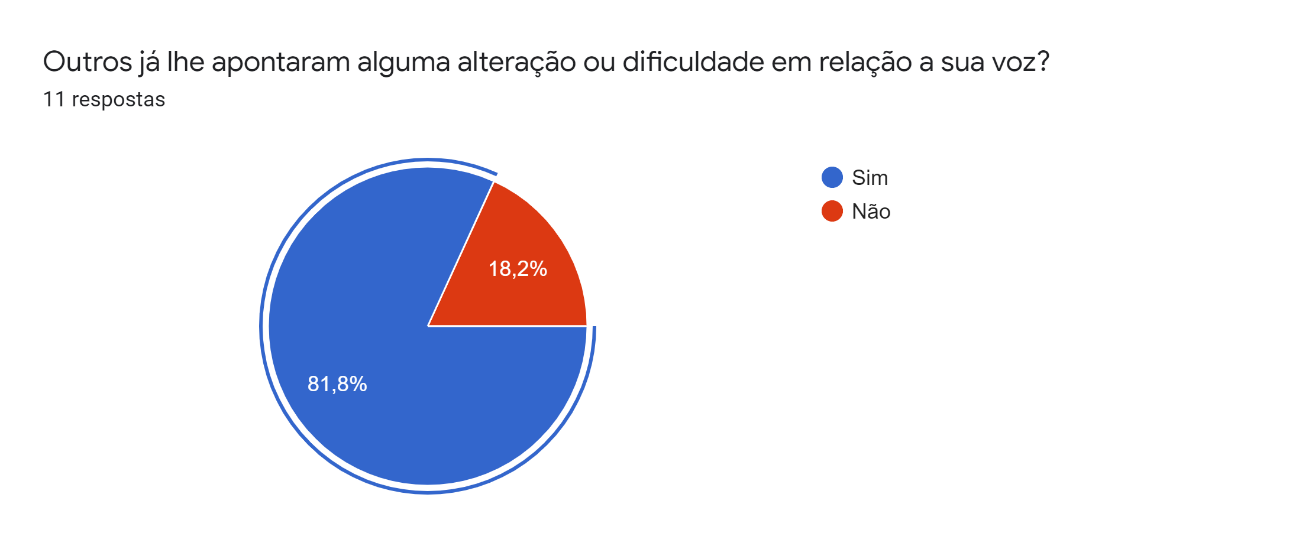 Outros já lhe apontaram alguma alteração ou dificuldade em relação a sua voz?
11 respostas
Sim
Não
18,2%
81,8%